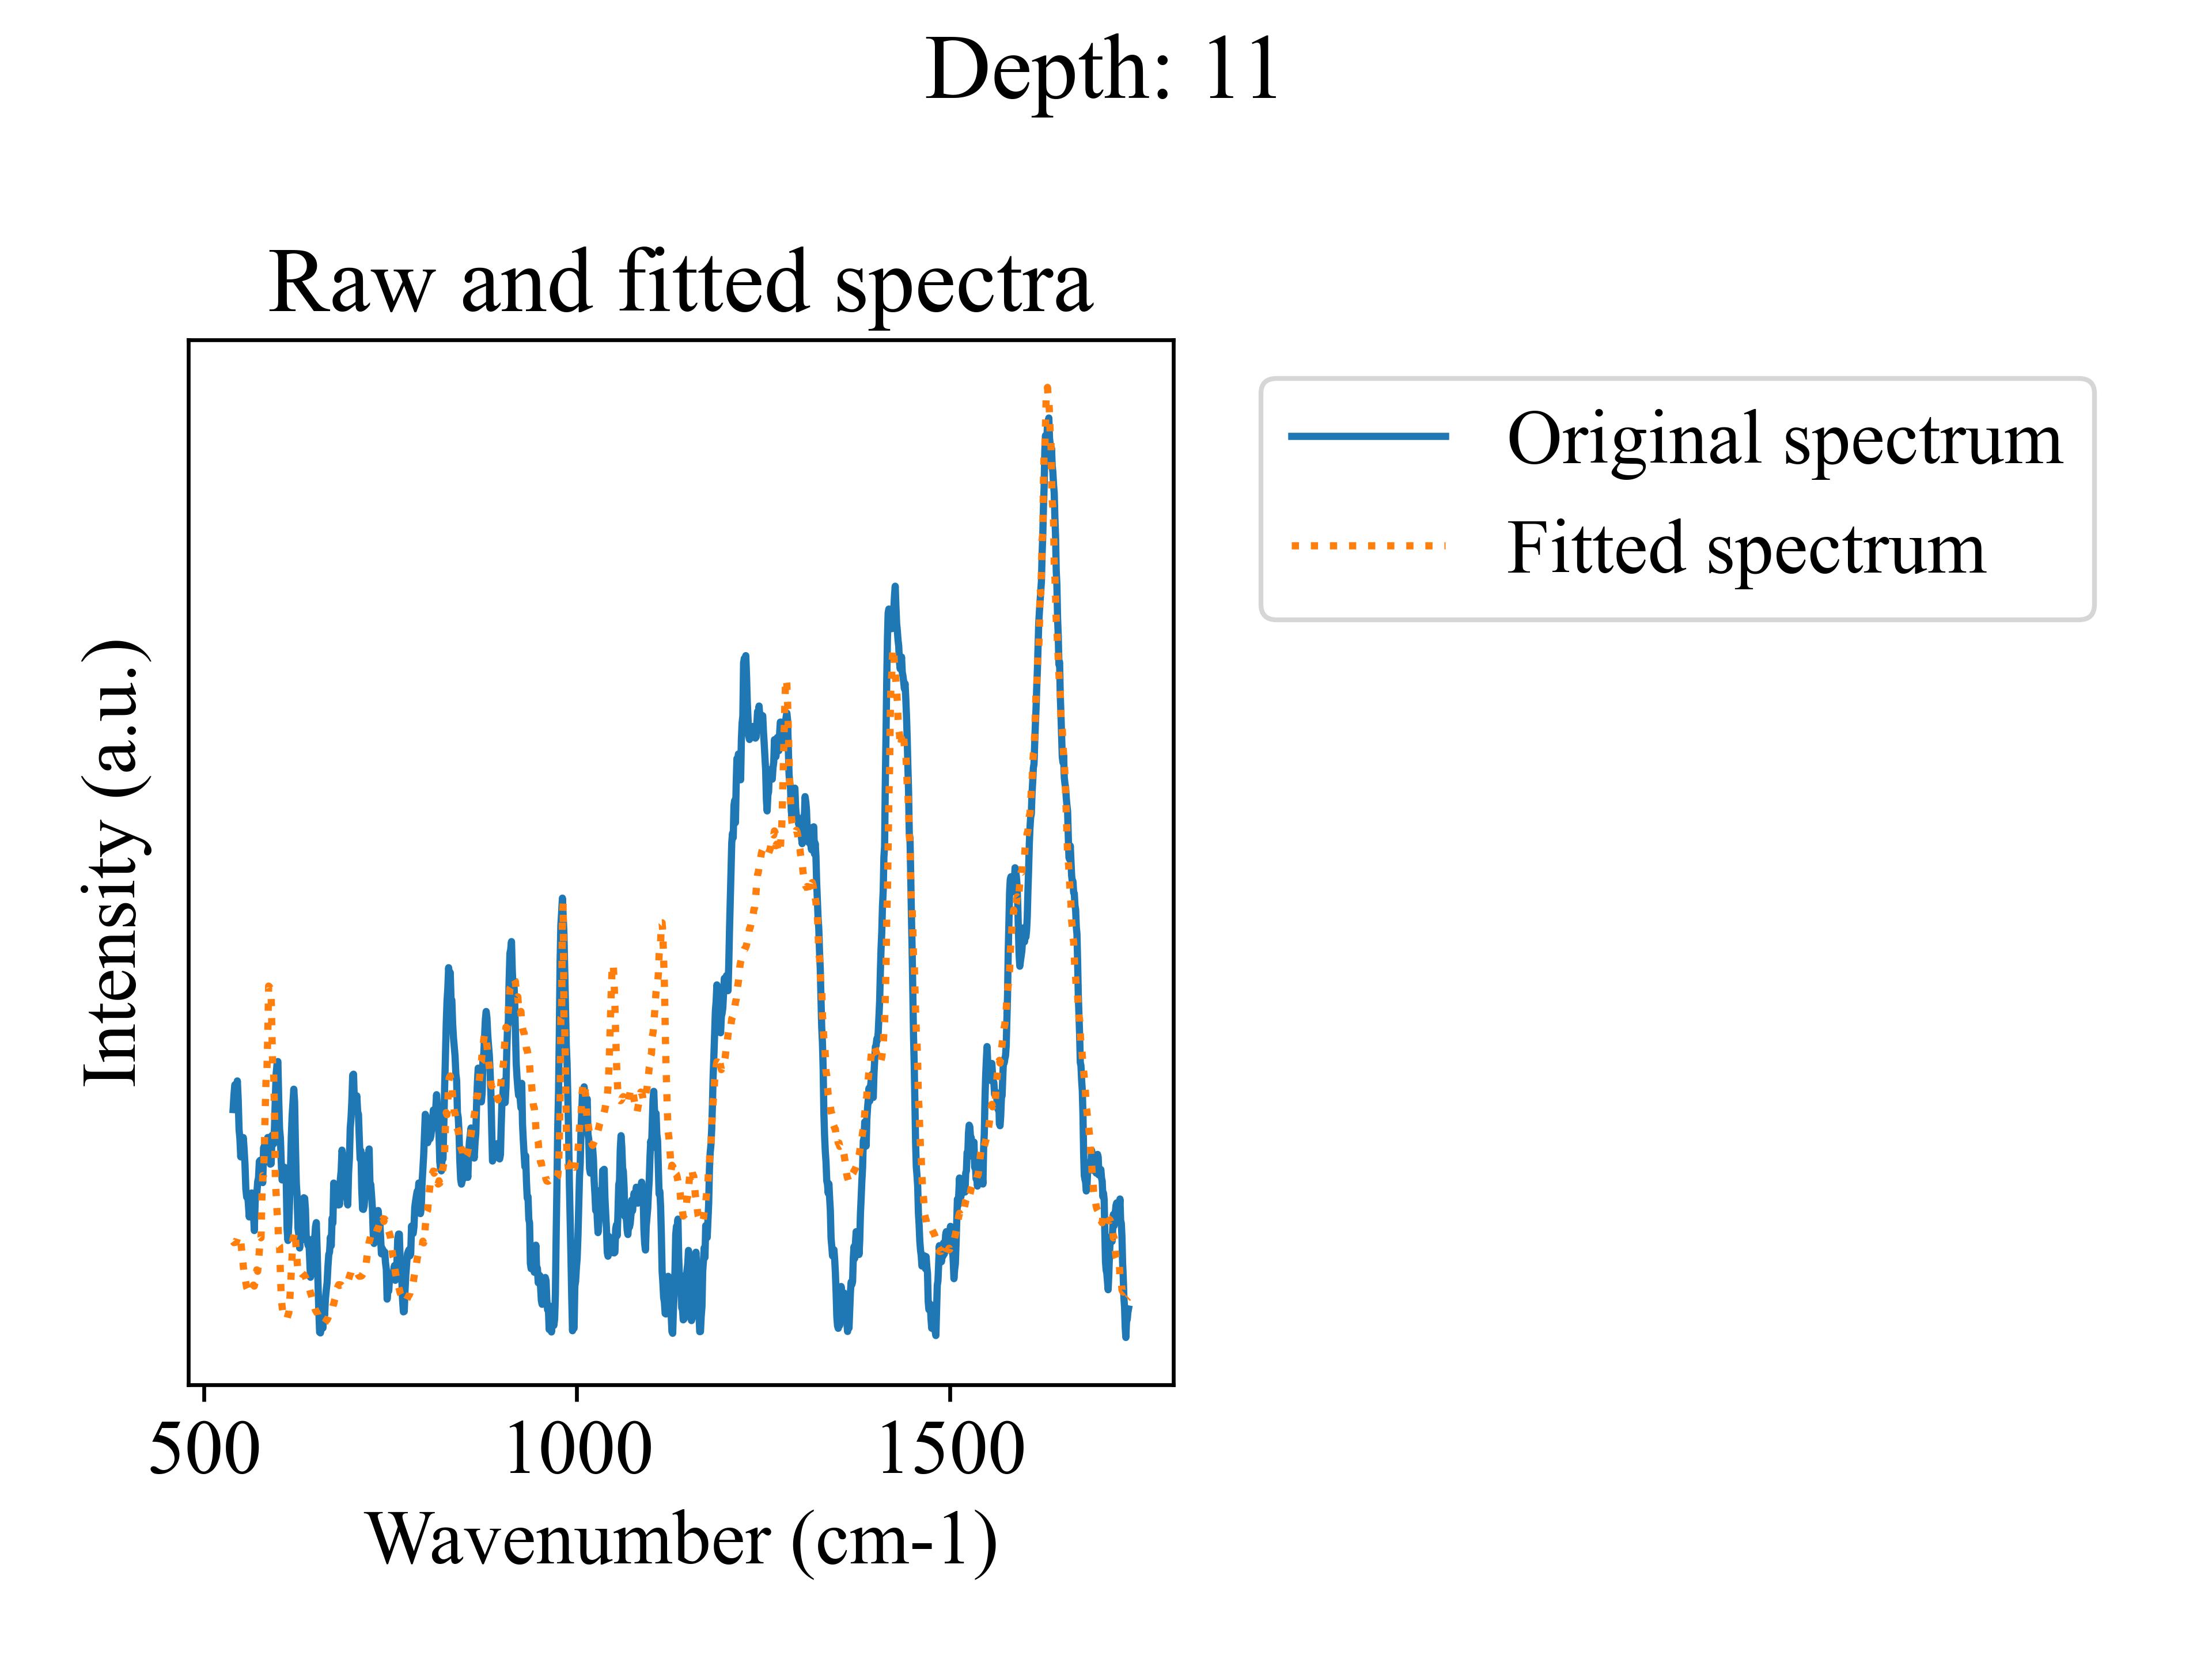 Depth: 11
Raw and fitted spectra
Original spectrum
Fitted spectrum
Intensity (a.u.)
500 1000 1500
Wavenumber (cm-1)